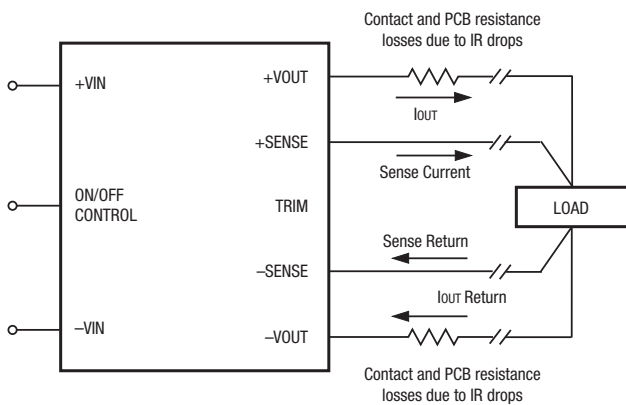 Contact and PCB resistance
losses due to IR drops
+VOUT
+VIN
IOUT
+SENSE
Sense Current
ON/OFF
CONTROL
TRIM
LOAD
Sense Return
–SENSE
IOUT Return
–VIN
–VOUT
Contact and PCB resistance
losses due to IR drops